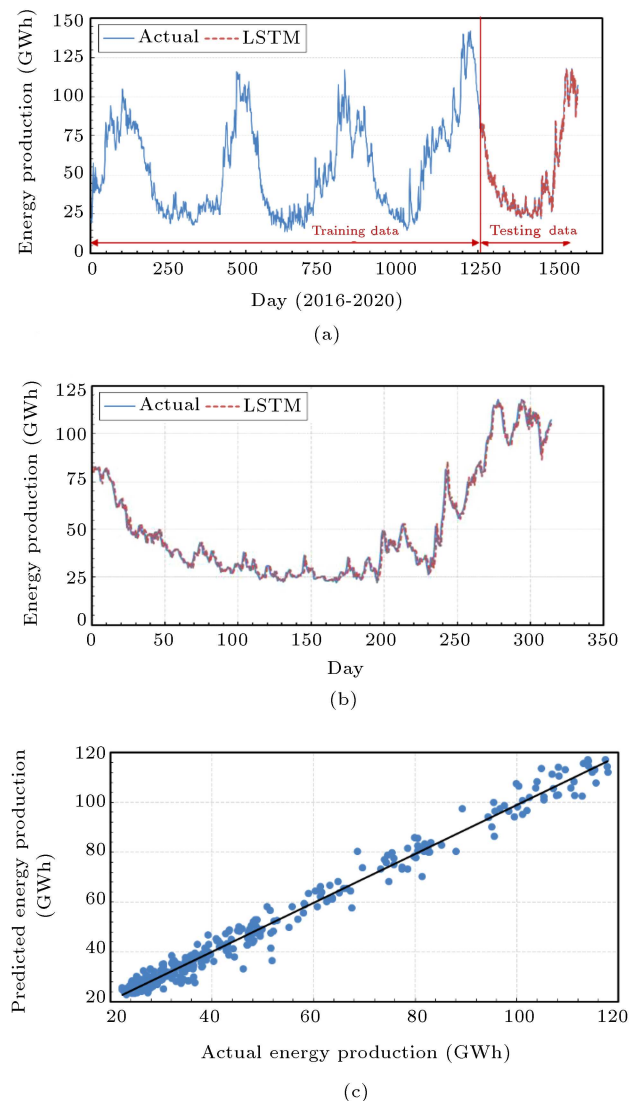 Energy production (GWh)
150
125
100
75
50
25
0
Actual LSTM
Training data
Testing data
0 250 500 750 1000 1250 1500
Day (2016-2020)
(a)
Energy production (GWh)
125
100
75
50
25
0
Actual LSTM
0 50 100 150 200 250 300 350
Day
(b)
Predicted energy production
(GWh)
120
100
80
60
40
20
20 40 60 80 100 120
Actual energy production (GWh)
(c)